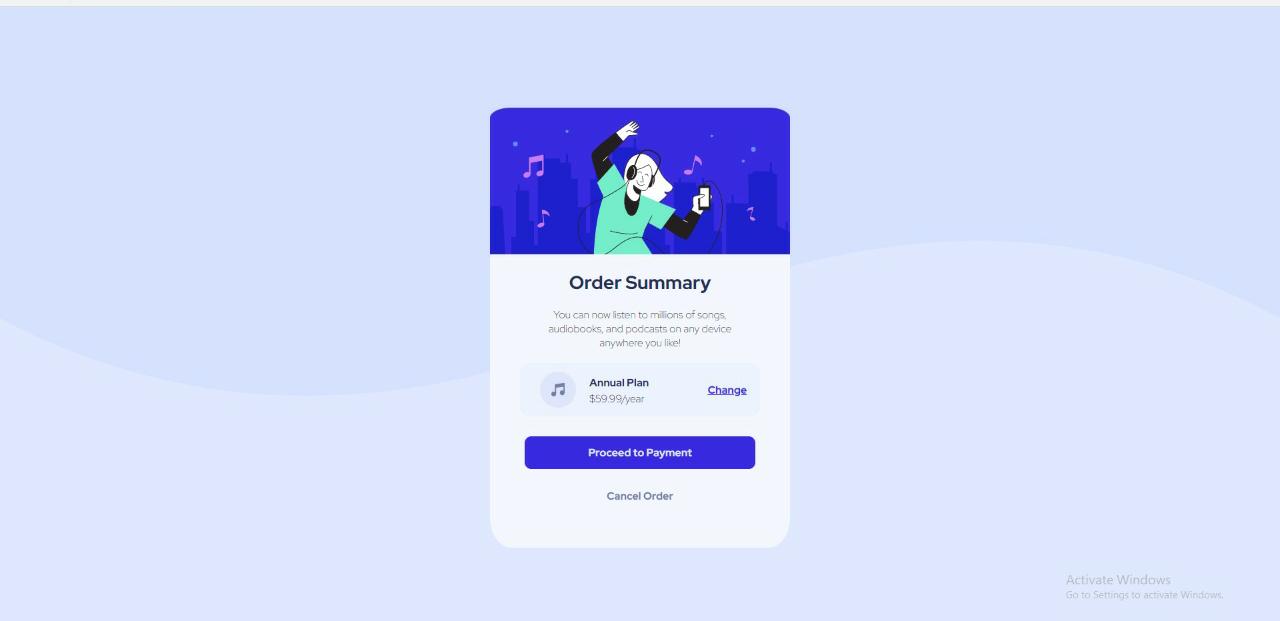 Order Summary
You can now listen to millions of songs,
audiobooks, and podcasts on any device
anywhere you like!
Annual Plan
$59.99/year
Change
Proceed to Payment
Cancel Order
Activate Windows
Go to Settings to activate Windows.